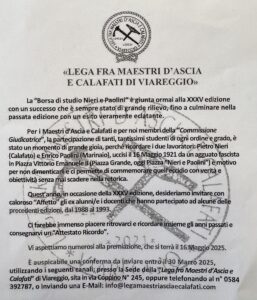 «LEGA FRA MAESTRI D'ASCIA
E CALAFATI DI VIAREGGIO»
La "Borsa di studio Nieri e Paolini" è giunta ormai alla XXXV edizione
con un successo che è sempre stato di grande rilievo, fino a culminare nella
passata edizione con un esito veramente eclatante.
Per i Maestri d'Ascia e Calafati e per noi membri della "Commissione
Giudicatrice" la partecipazione di tanti, tantissimi studenti di ogni ordine e grado, è
stato un momento di grande gioia, perché ricordare i due lavoratori: Pietro Nieri
(Calafato) e Enrico Paolini(Marinaio), uccisi il 16 Maggio 1921 da un agguato fascista
in Piazza Vittorio Emanuele II (Piazza Grande, oggi Piazza Nieri e Paolini) è emotivo
per non dimenticarli e ci permette di commemorare quell'eccidio con verità e
obiettività senza mai scadere nella retorica.
Quest'anno, in occasione della XXXV edizione, desideriamo invitare con
caloroso "Affetto" gli ex alunni/e e i docenti/e che hanno partecipato ad alcune delle
precedenti edizioni, dal 1988 al 1993.
Ci farebbe immenso piacere ritrovarci e ricordare insieme gli anni passati e
consegnarvi un "Attestato Ricordo".
Vi aspettiamo numerosi alla premiazione, che si terrà il 16 Maggio 2025.
È auspicabile una conferma da inviare entro il 30 Marzo 2025,
utilizzando i seguenti canali: presso la Sede della "Lega fra Maestri d'Ascia e
Calafati" di Viareggio, sita in via Coppino N° 245, oppure telefonando al n° 0584
392787, o inviando una E-mail: info@legamaestriasciaecalafati.com